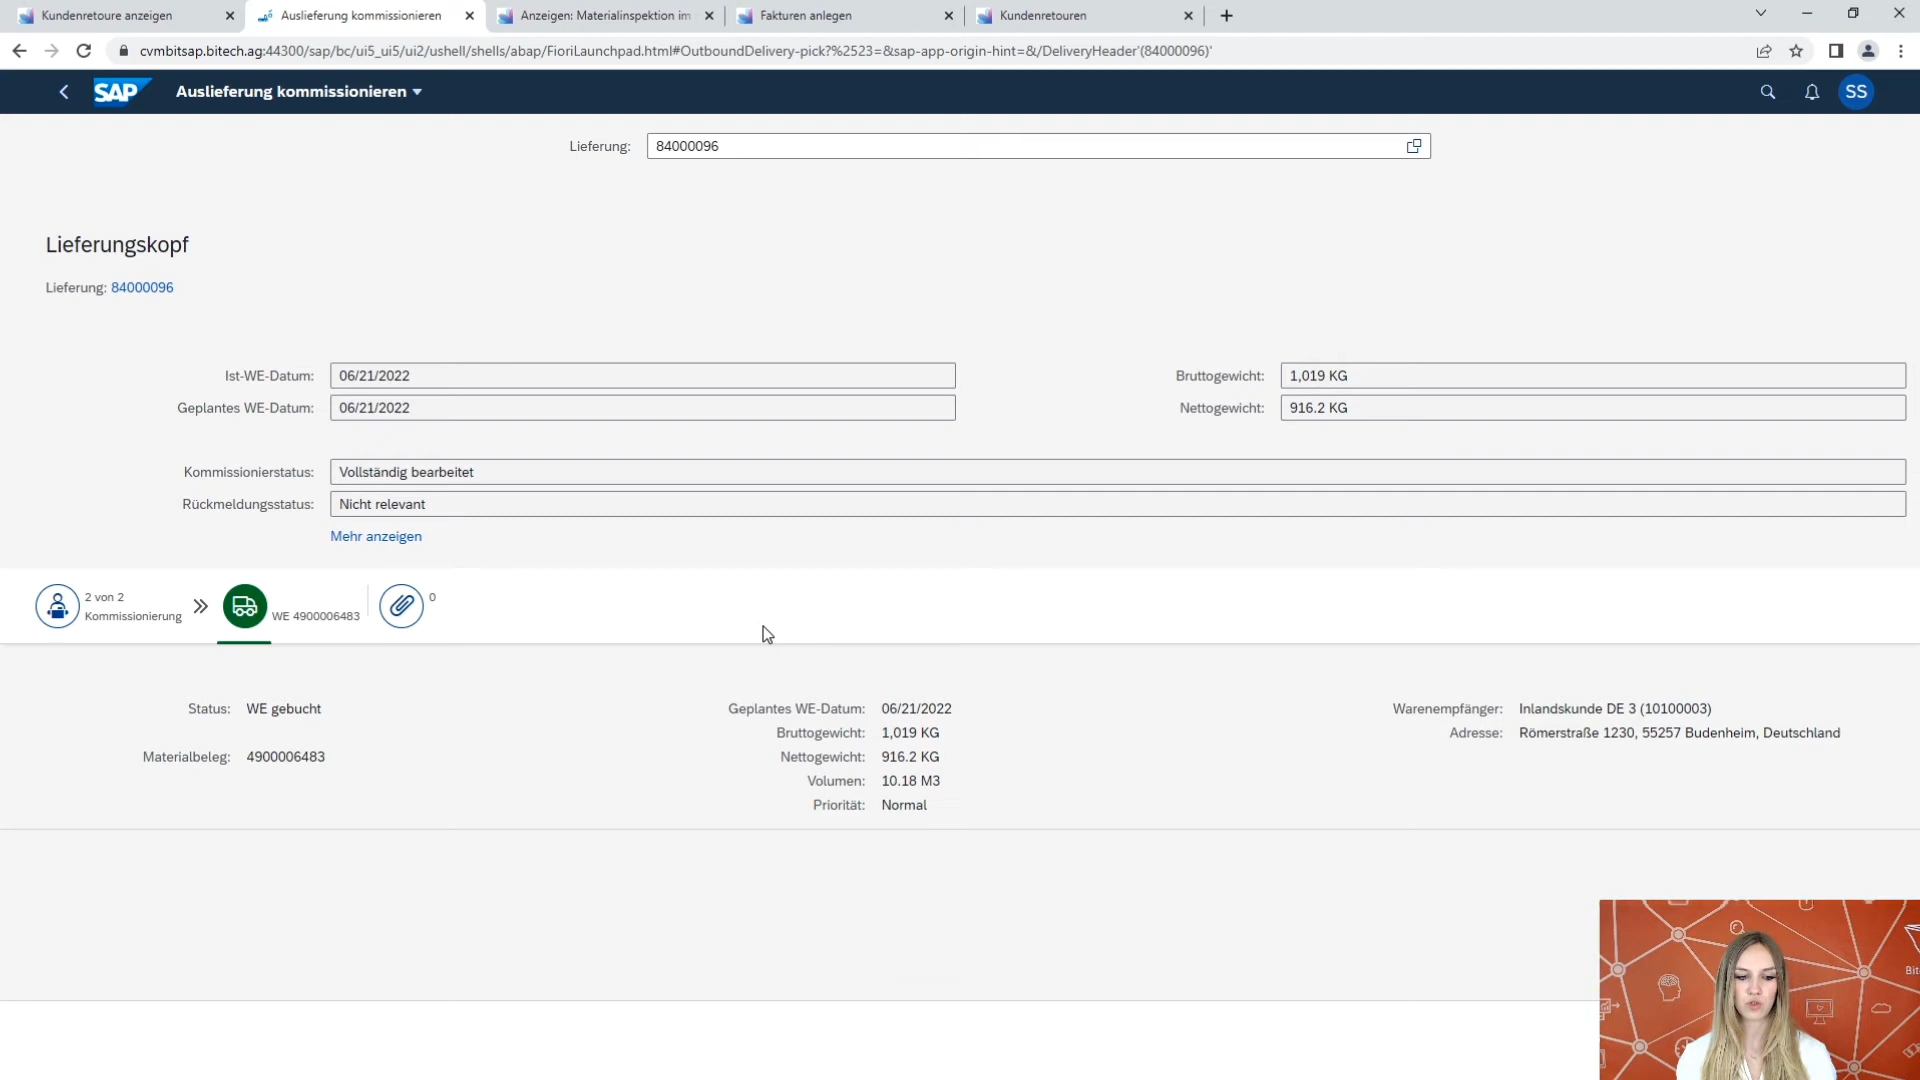 Kundenretoure anzeigen
Auslieferung kommissionieren
Anzeigen: Materialinspektion im
Fakturen anlegen
Kundenretouren
cvmbitsap.bitech.ag:44300/sap/bc/ui5_ui5/ui2/ushell/shells/abap/FioriLaunchpad.html#OutboundDelivery-pick?%2523=&sap-app-origin-hint=&/DeliveryHeader'(84000096)'
SAP
Auslieferung kommissionieren
SS
Lieferung: 84000096
Lieferungskopf
Lieferung: 84000096
Ist-WE-Datum: 06/21/2022
Bruttogewicht: 1,019 KG
Geplantes WE-Datum: 06/21/2022
Nettogewicht: 916.2 KG
Kommissionierstatus: Vollständig bearbeitet
Rückmeldungsstatus: Nicht relevant
Mehr anzeigen
2 von 2
Kommissionierung
WE 4900006483
0
Status: WE gebucht
Materialbeleg: 4900006483
Geplantes WE-Datum: 06/21/2022
Bruttogewicht: 1,019 KG
Nettogewicht: 916.2 KG
Volumen: 10.18 M3
Priorität: Normal
Warenempfänger: Inlandskunde DE 3 (10100003)
Adresse: Römerstraße 1230, 55257 Budenheim, Deutschland